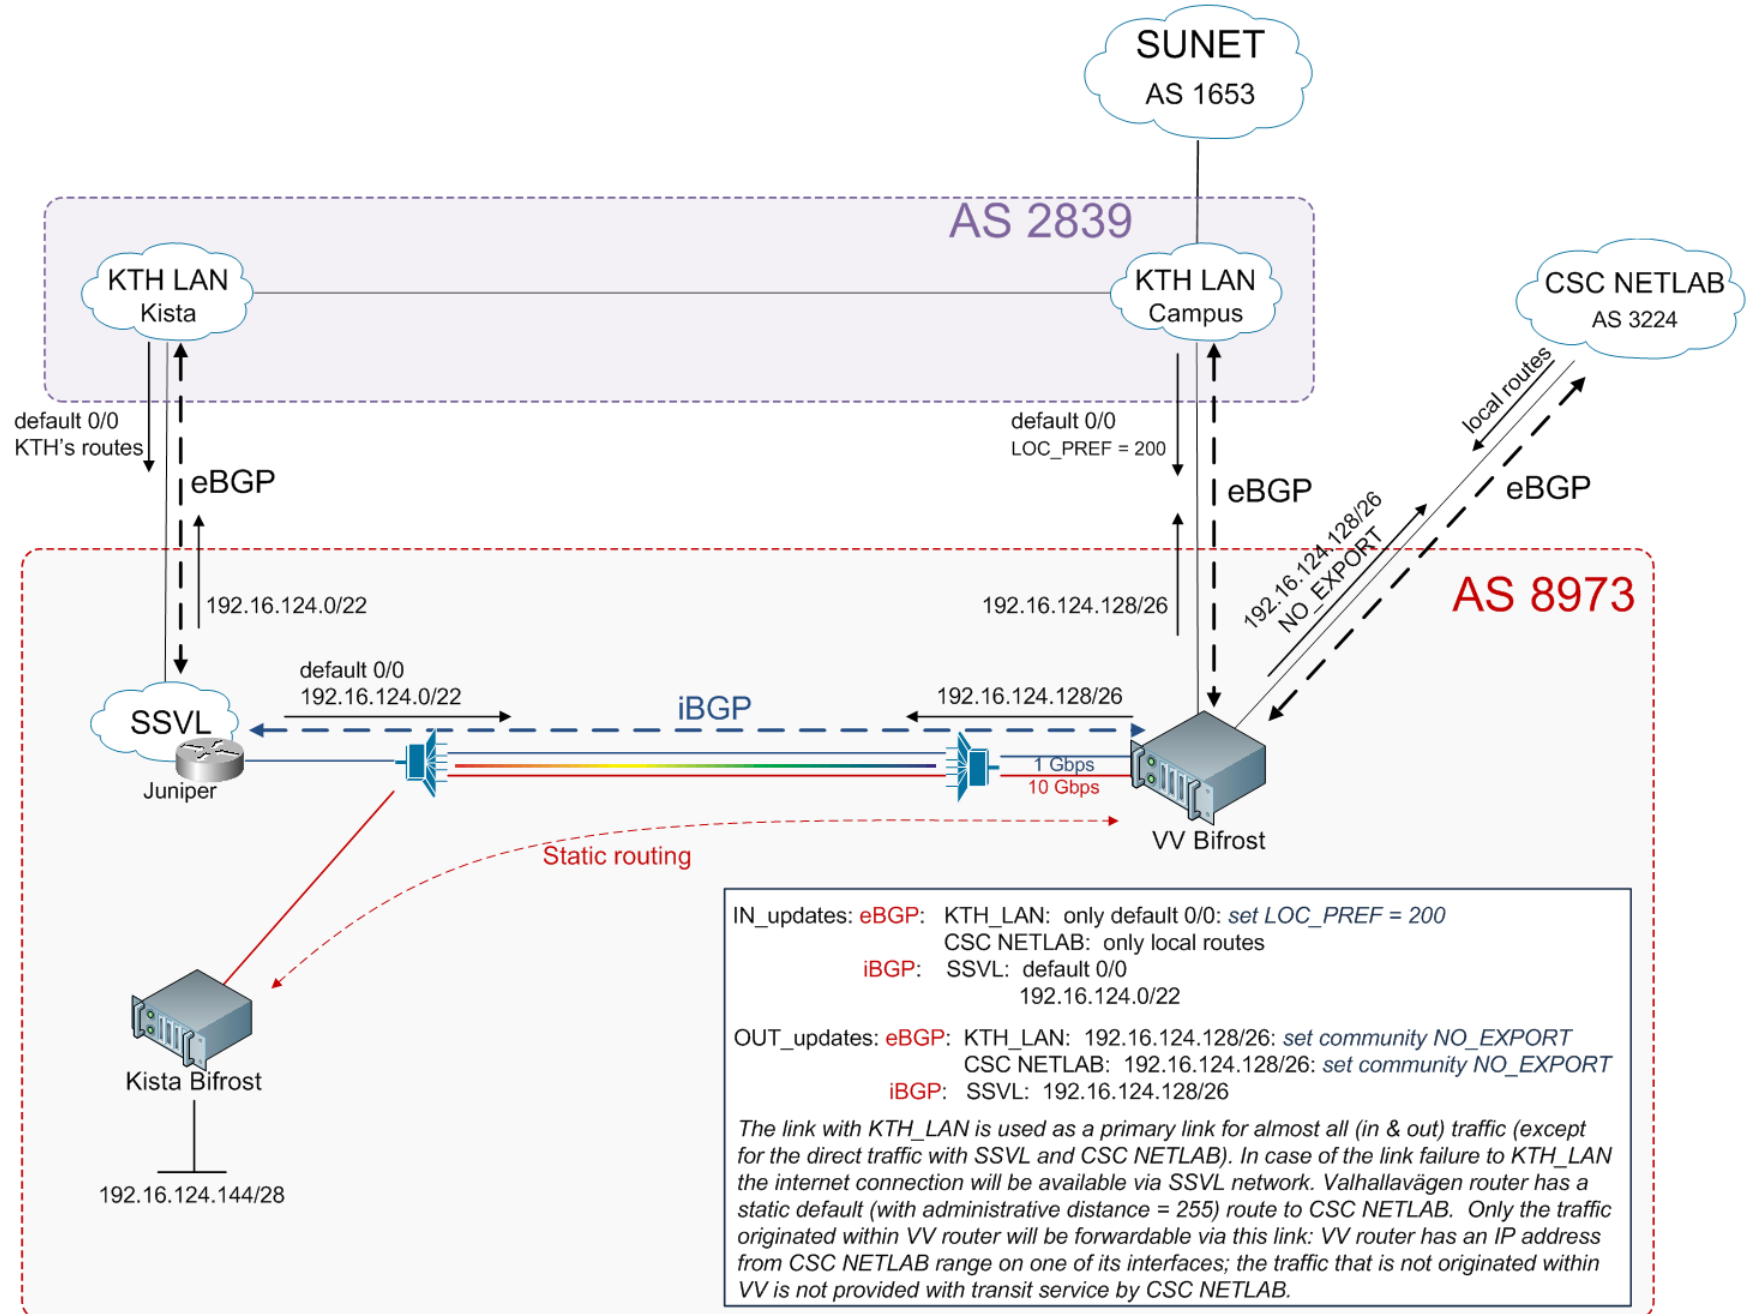 SUNET
AS 1653
AS 2839
KTH LAN
Kista
KTH LAN
Campus
CSC NETLAB
AS 3224
default 0/0
KTH's routes
eBGP
default 0/0
LOC_PREF = 200
eBGP
local routes
eBGP
192.16.124.128/26
NO_EXPORT
AS 8973
192.16.124.0/22
192.16.124.128/26
default 0/0
192.16.124.0/22
iBGP
192.16.124.128/26
SSVL
Juniper
1 Gbps
10 Gbps
VV Bifrost
Static routing
Kista Bifrost
192.16.124.144/28
IN_updates: eBGP: KTH_LAN: only default 0/0: set LOC_PREF = 200
CSC NETLAB: only local routes
iBGP: SSVL: default 0/0
192.16.124.0/22
OUT_updates: eBGP: KTH_LAN: 192.16.124.128/26: set community NO_EXPORT
CSC NETLAB: 192.16.124.128/26: set community NO_EXPORT
iBGP: SSVL: 192.16.124.128/26
The link with KTH_LAN is used as a primary link for almost all (in & out) traffic (except
for the direct traffic with SSVL and CSC NETLAB). In case of the link failure to KTH_LAN
the internet connection will be available via SSVL network. Valhallavägen router has a
static default (with administrative distance = 255) route to CSC NETLAB. Only the traffic
originated within VV router will be forwardable via this link: VV router has an IP address
from CSC NETLAB range on one of its interfaces; the traffic that is not originated within
VV is not provided with transit service by CSC NETLAB.